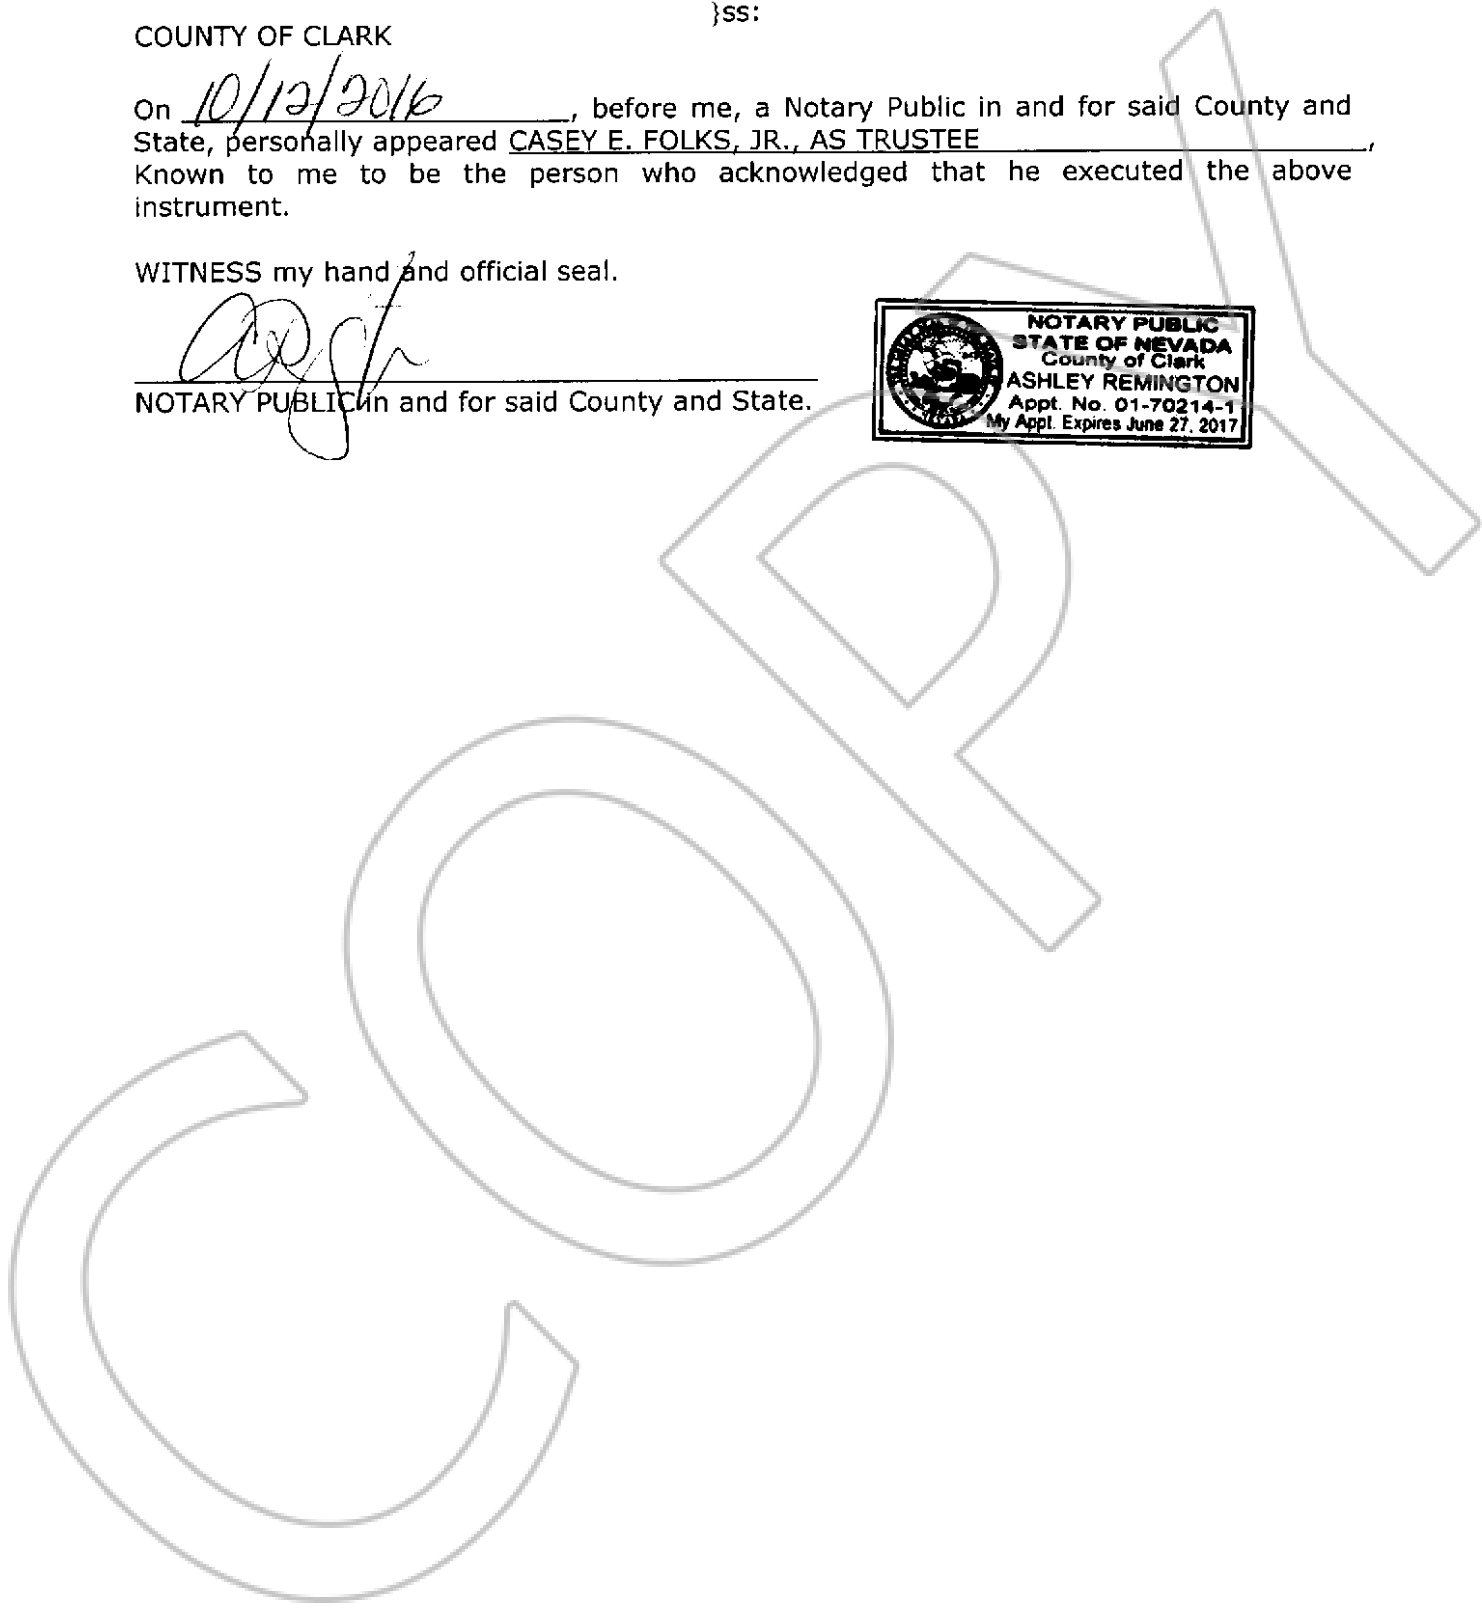 }ss:
COUNTY OF CLARK
On 10/12/2016, before me, a Notary Public in and for said County and
State, personally appeared CASEY E. FOLKS, JR., AS TRUSTEE,
Known to me to be the person who acknowledged that he executed the above
instrument.
WITNESS my hand and official seal.
NOTARY PUBLIC in and for said County and State.
NOTARY PUBLIC
STATE OF NEVADA
County of Clark
ASHLEY REMINGTON
Appt. No. 01-70214-1
My Appt. Expires June 27, 2017
COPY